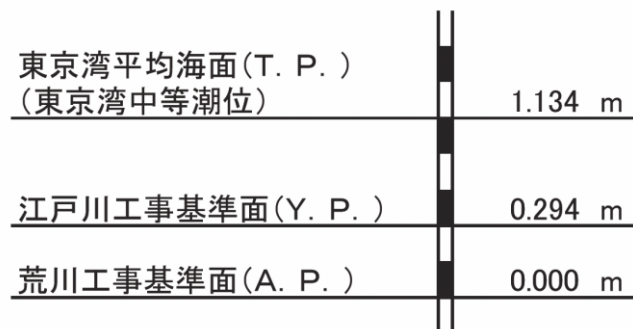 東京湾平均海面(T. P. )
(東京湾中等潮位) 1.134 m
江戸川工事基準面(Y. P. ) 0.294 m
荒川工事基準面(A. P. ) 0.000 m